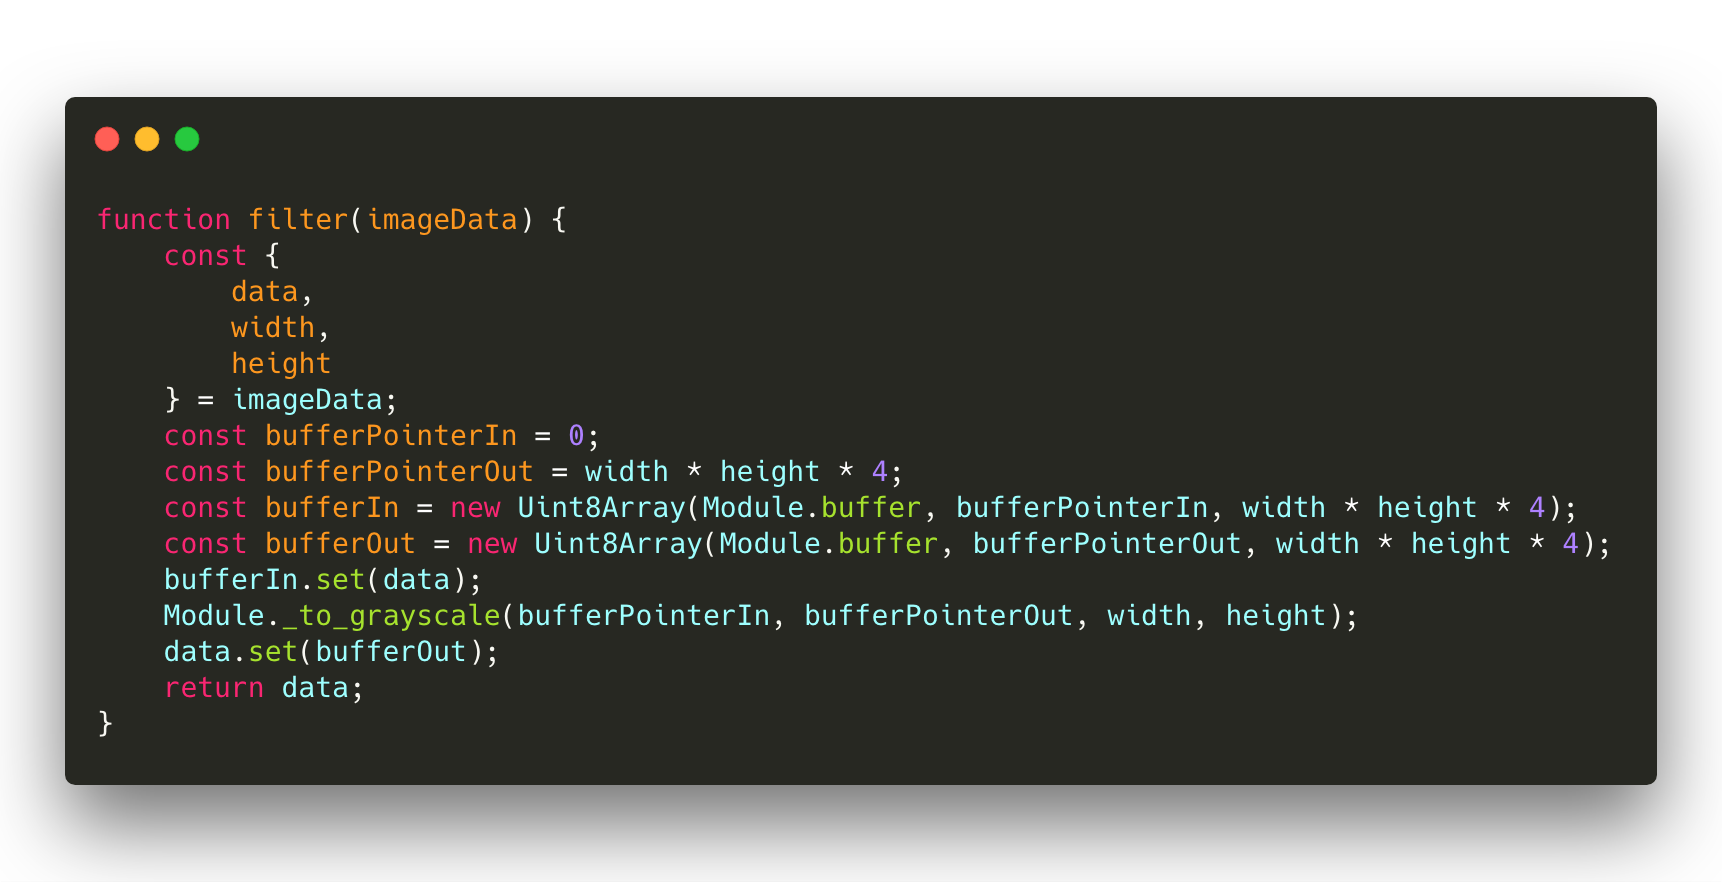 function filter(imageData) {
    const {
        data,
        width,
        height
    } = imageData;
    const bufferPointerIn = 0;
    const bufferPointerOut = width * height * 4;
    const bufferIn = new Uint8Array(Module.buffer, bufferPointerIn, width * height * 4);
    const bufferOut = new Uint8Array(Module.buffer, bufferPointerOut, width * height * 4);
    bufferIn.set(data);
    Module._to_grayscale(bufferPointerIn, bufferPointerOut, width, height);
    data.set(bufferOut);
    return data;
}